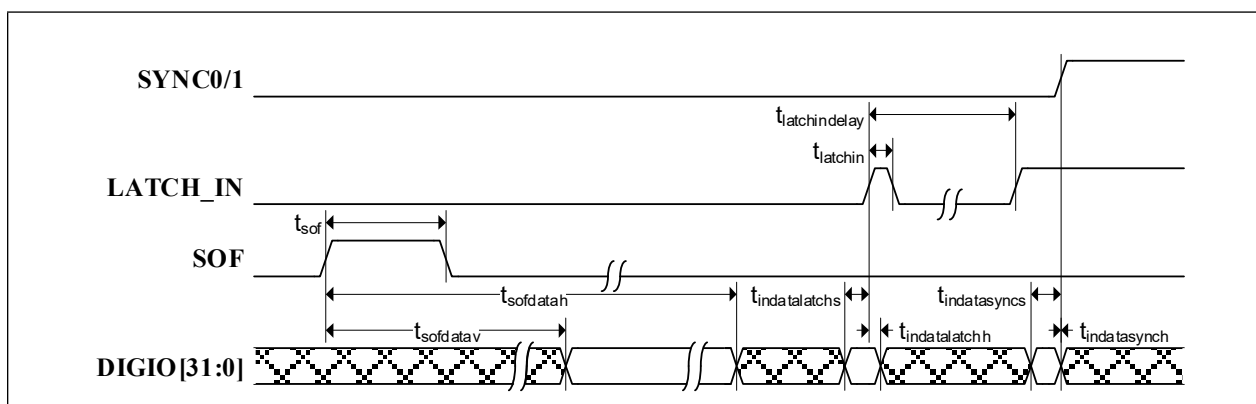 SYNC0/1
tlatchindelay
tlatchin
LATCH_IN
tsof
SOF
tsofdatah
tindatalatchs
tindatasyncs
tsofdatav
tindatalatchh
tindatasynch
DIGIO[31:0]